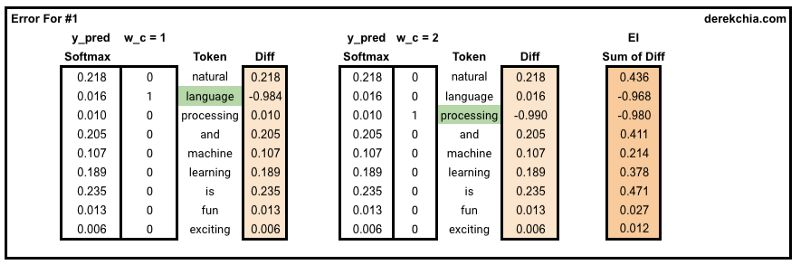 Error For #1 derekchia.com
y_pred w_c = 1 y_pred w_c = 2 EI
Softmax Token Diff Softmax Token Diff Sum of Diff
0.218 0 natural 0.218 0.218 0 natural 0.218 0.436
0.016 1 language -0.984 0.016 0 language 0.016 -0.968
0.010 0 processing 0.010 0.010 1 processing -0.990 -0.980
0.205 0 and 0.205 0.205 0 and 0.205 0.411
0.107 0 machine 0.107 0.107 0 machine 0.107 0.214
0.189 0 learning 0.189 0.189 0 learning 0.189 0.378
0.235 0 is 0.235 0.235 0 is 0.235 0.471
0.013 0 fun 0.013 0.013 0 fun 0.013 0.027
0.006 0 exciting 0.006 0.006 0 exciting 0.006 0.012